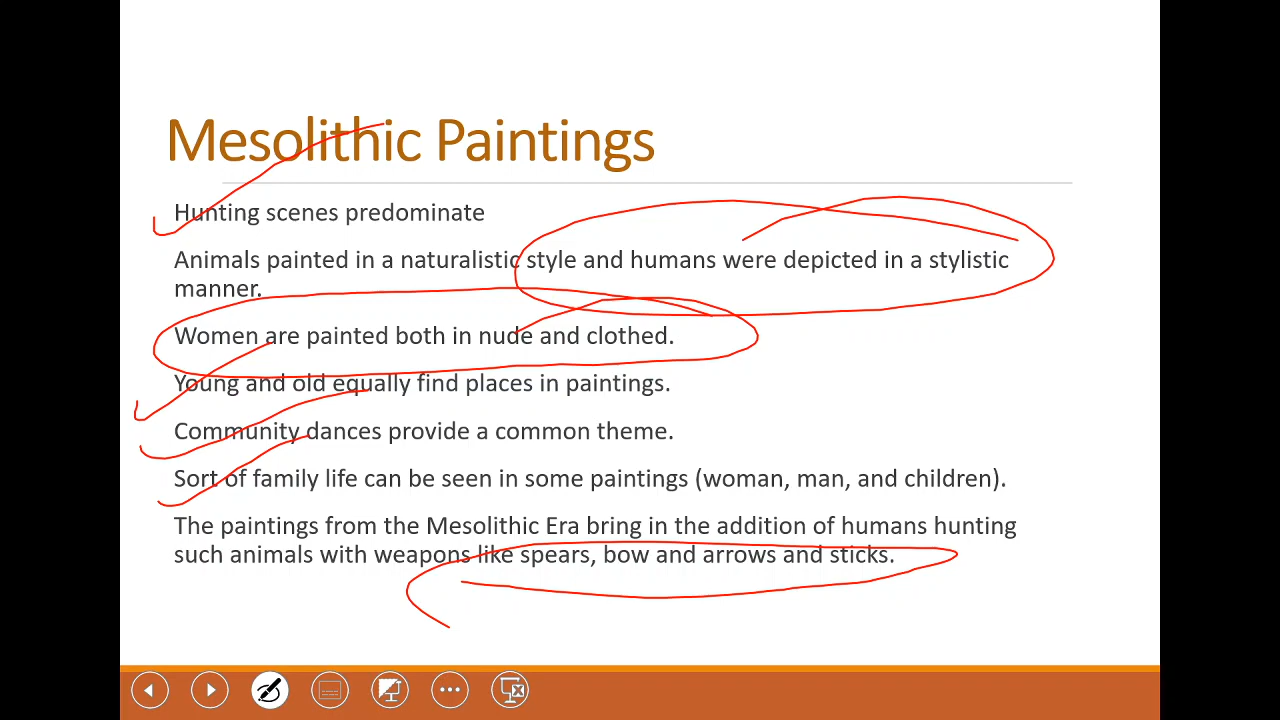 Mesolithic Paintings
Hunting scenes predominate
Animals painted in a naturalistic style and humans were depicted in a stylistic
manner.
Women are painted both in nude and clothed.
Young and old equally find places in paintings.
Community dances provide a common theme.
Sort of family life can be seen in some paintings (woman, man, and children).
The paintings from the Mesolithic Era bring in the addition of humans hunting
such animals with weapons like spears, bow and arrows and sticks.